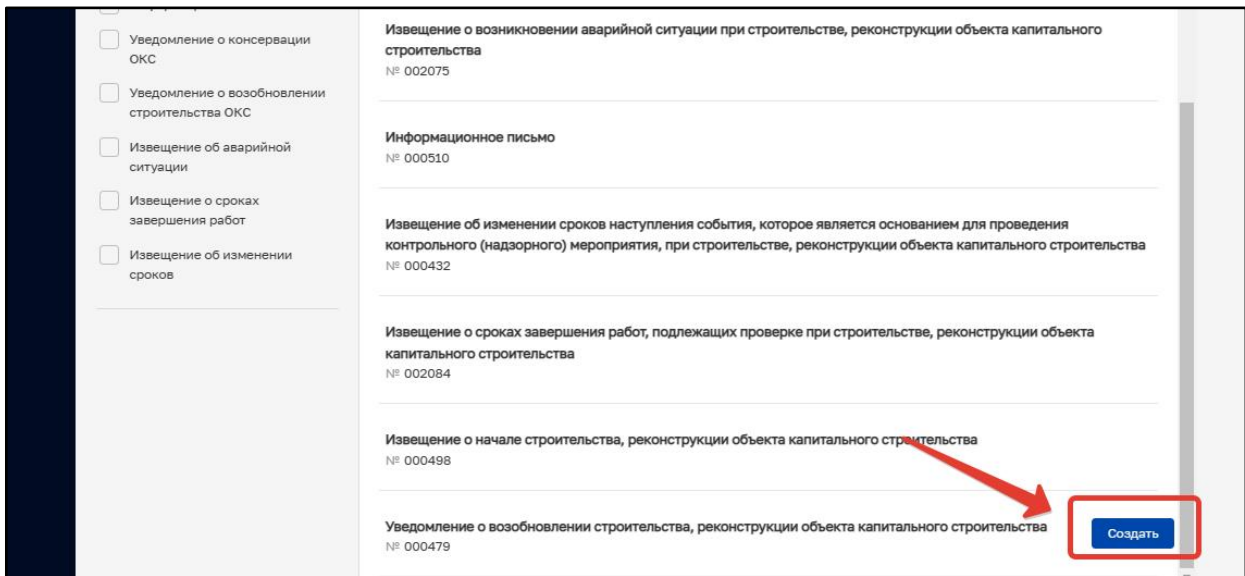 Уведомление о консервации
ОКС
Уведомление о возобновлении
строительства ОКС
Извещение об аварийной
ситуации
Извещение о сроках
завершения работ
Извещение об изменении
сроков
Извещение о возникновении аварийной ситуации при строительстве, реконструкции объекта капитального
строительства
№ 002075
Информационное письмо
№ 000510
Извещение об изменении сроков наступления события, которое является основанием для проведения
контрольного (надзорного) мероприятия, при строительстве, реконструкции объекта капитального строительства
№ 000432
Извещение о сроках завершения работ, подлежащих проверке при строительстве, реконструкции объекта
капитального строительства
№ 002084
Извещение о начале строительства, реконструкции объекта капитального строительства
№ 000498
Уведомление о возобновлении строительства, реконструкции объекта капитального строительства
№ 000479
Создать